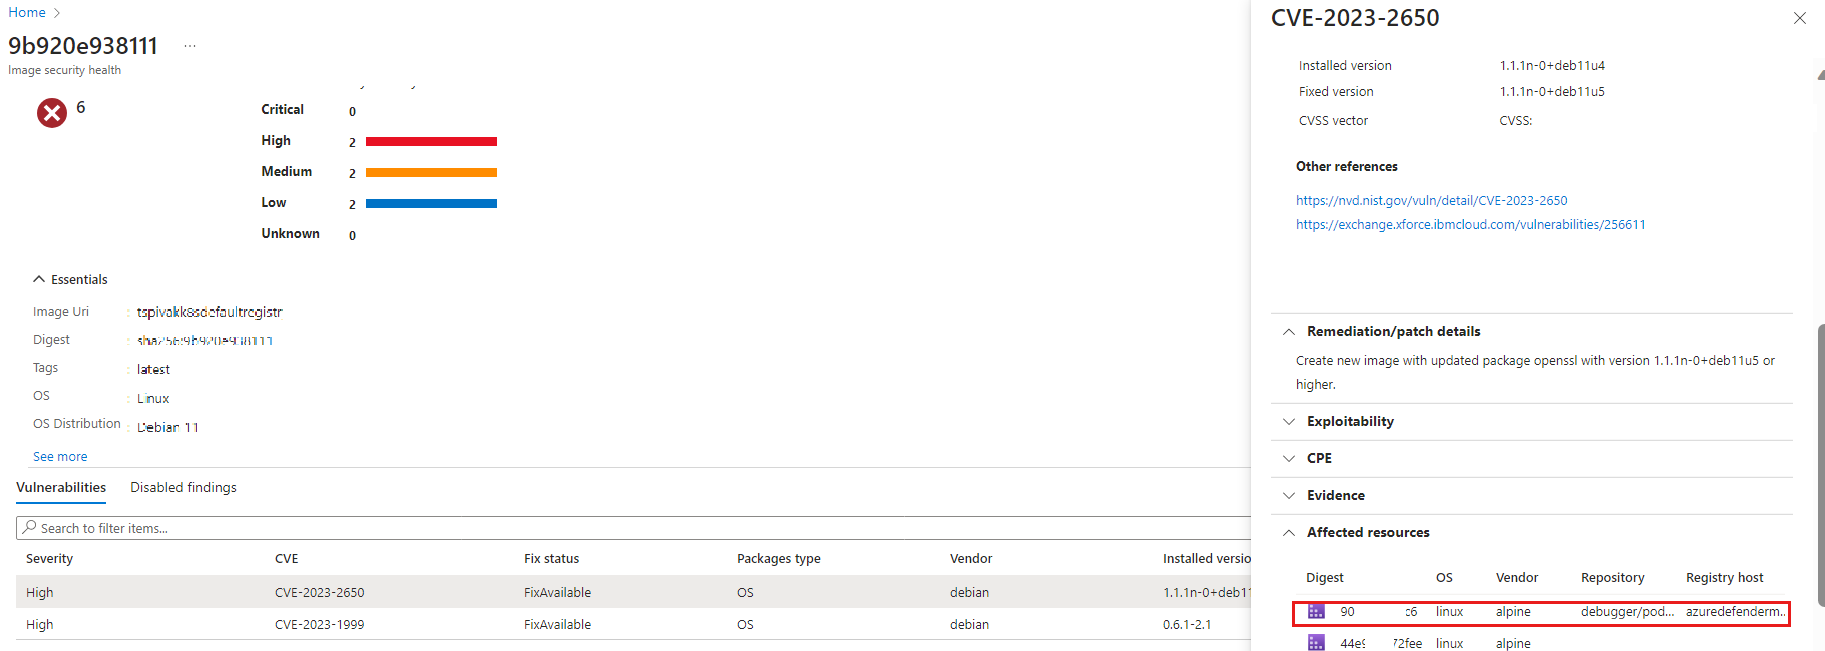 Home
9b920e938111 ...
Image security health
6
Critical 0
High 2
Medium 2
Low 2
Unknown 0
Essentials
Image Uri : tspivakk8sdefaultregistr
Digest : sha256:9b920e938111
Tags : latest
OS : Linux
OS Distribution : Debian 11
See more
Vulnerabilities Disabled findings
Search to filter items...
Severity CVE Fix status Packages type Vendor Installed versio
High CVE-2023-2650 FixAvailable OS debian 1.1.1n-0+deb11
High CVE-2023-1999 FixAvailable OS debian 0.6.1-2.1
CVE-2023-2650
Installed version 1.1.1n-0+deb11u4
Fixed version 1.1.1n-0+deb11u5
CVSS vector CVSS:
Other references
https://nvd.nist.gov/vuln/detail/CVE-2023-2650
https://exchange.xforce.ibmcloud.com/vulnerabilities/256611
Remediation/patch details
Create new image with updated package openssl with version 1.1.1n-0+deb11u5 or
higher.
Exploitability
CPE
Evidence
Affected resources
Digest OS Vendor Repository Registry host
90 c6 linux alpine debugger/pod... azuredefenderm...
44e9 72fee linux alpine